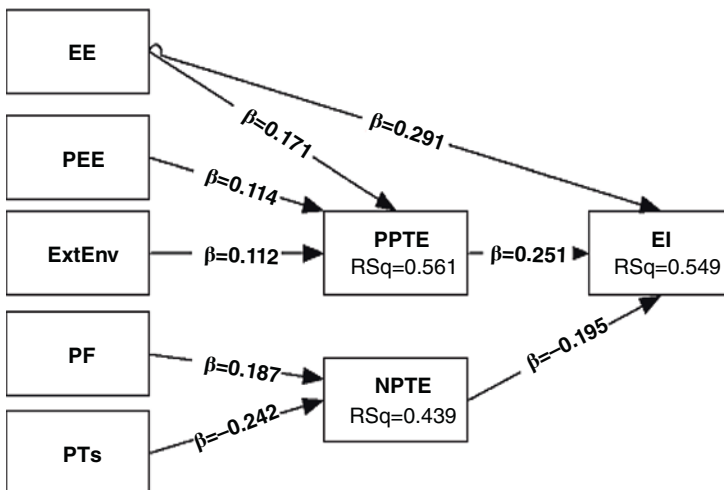 EE
β=0.171
β=0.291
PEE
β=0.114
ExtEnv
β=0.112
PPTE
RSq=0.561
β=0.251
EI
RSq=0.549
PF
β=0.187
NPTE
RSq=0.439
β=–0.195
PTs
β=–0.242